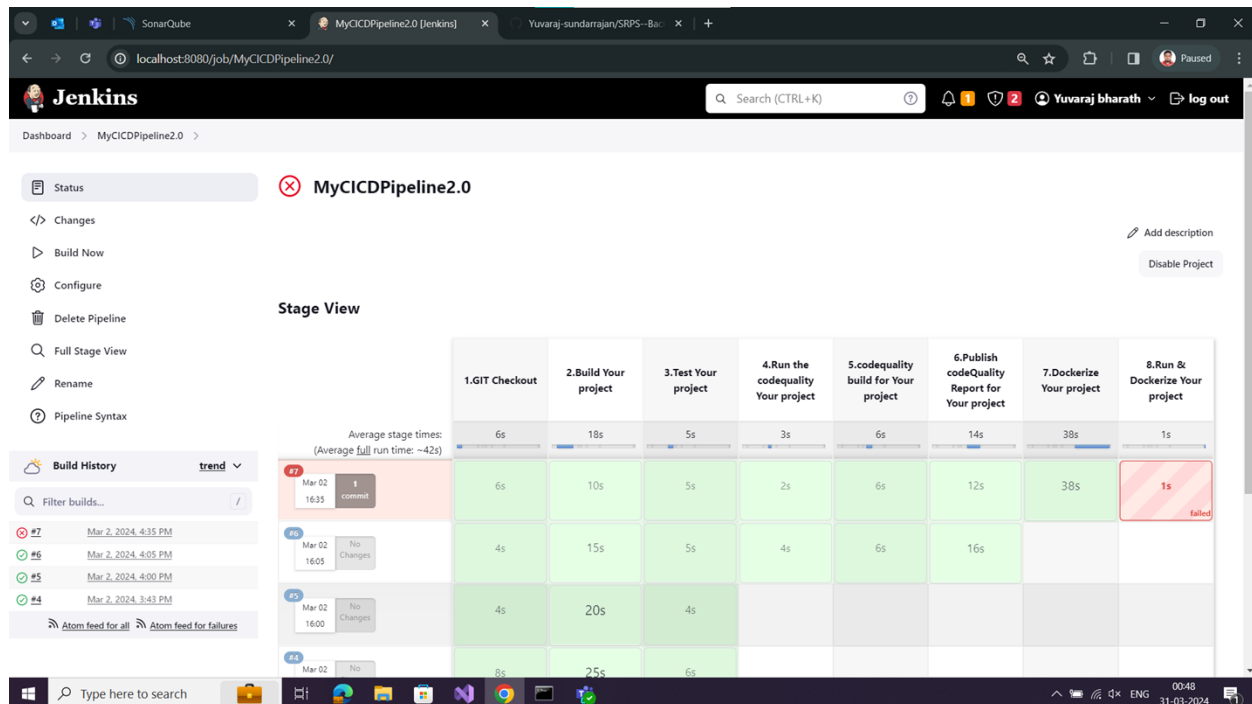 SonarQube
MyCICDPipeline2.0 [Jenkins]
Yuvaraj-sundarrajan/SRPS--Bac
localhost:8080/job/MyCICDPipeline2.0/
Paused
Jenkins
Search (CTRL+K)
1
2
Yuvaraj bharath
log out
Dashboard > MyCICDPipeline2.0 >
Status
Changes
Build Now
Configure
Delete Pipeline
Full Stage View
Rename
Pipeline Syntax
Build History
trend
Filter builds...
/
#7 Mar 2, 2024, 4:35 PM
#6 Mar 2, 2024, 4:05 PM
#5 Mar 2, 2024, 4:00 PM
#4 Mar 2, 2024, 3:43 PM
Atom feed for all Atom feed for failures
MyCICDPipeline2.0
Add description
Disable Project
Stage View
1.GIT Checkout
2.Build Your
project
3.Test Your
project
4.Run the
codequality
Your project
5.codequality
build for Your
project
6.Publish
codeQuality
Report for
Your project
7.Dockerize
Your project
8.Run &
Dockerize Your
project
Average stage times:
(Average full run time: ~42s)
6s 18s 5s 3s 6s 14s 38s 1s
#7
Mar 02
16:35
1
commit
6s 10s 5s 2s 6s 12s 38s 1s
failed
#6
Mar 02
16:05
No
Changes
4s 15s 5s 4s 6s 16s
#5
Mar 02
16:00
No
Changes
4s 20s 4s
#4
Mar 02
No
8s 25s 6s
Type here to search
ENG
00:48
31-03-2024
1